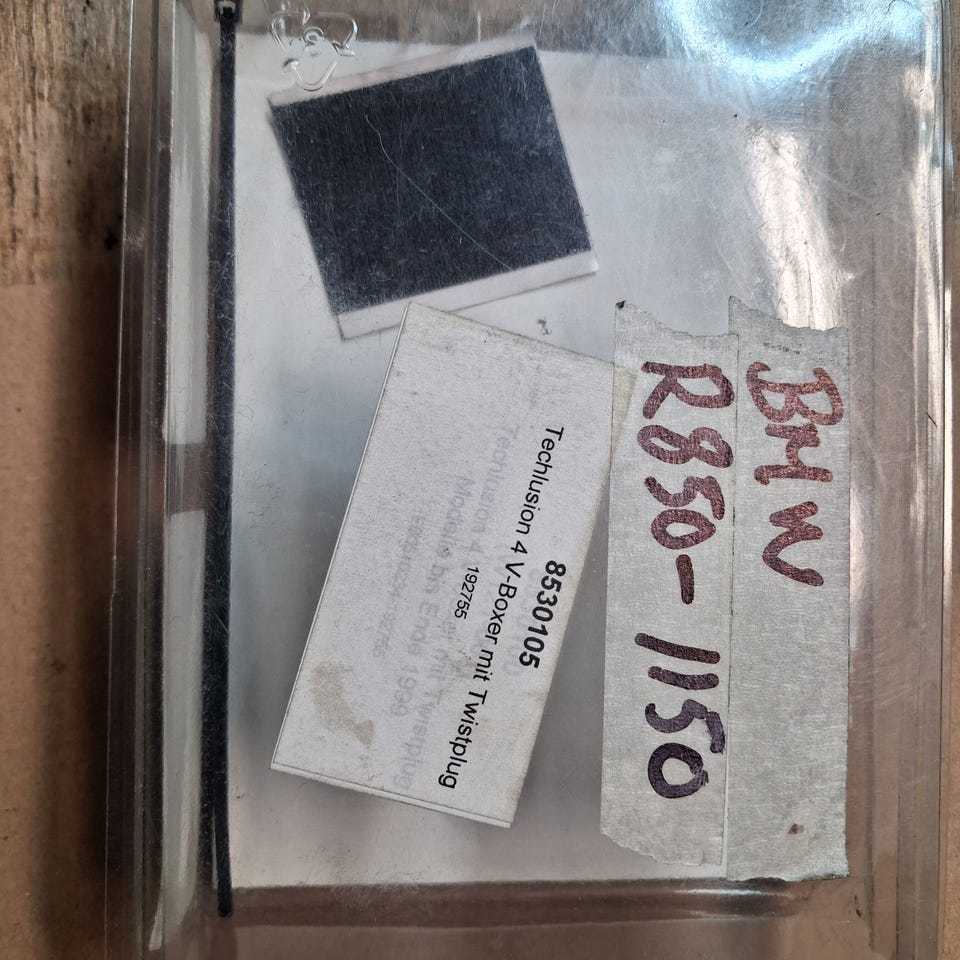 BMW
R850-1150
8530105
Techlusion 4 V-Boxer mit Twistplug
192755